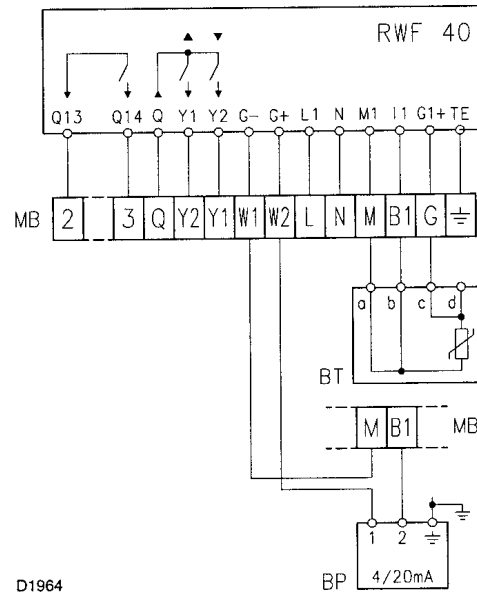 RWF 40
Q13 Q14 Q Y1 Y2 G- G+ L1 N M1 I1 G1+ TE
MB 2 3 Q Y2 Y1 W1 W2 L N M B1 G
a b c d
BT
M B1 MB
1 2
BP 4/20mA
D1964